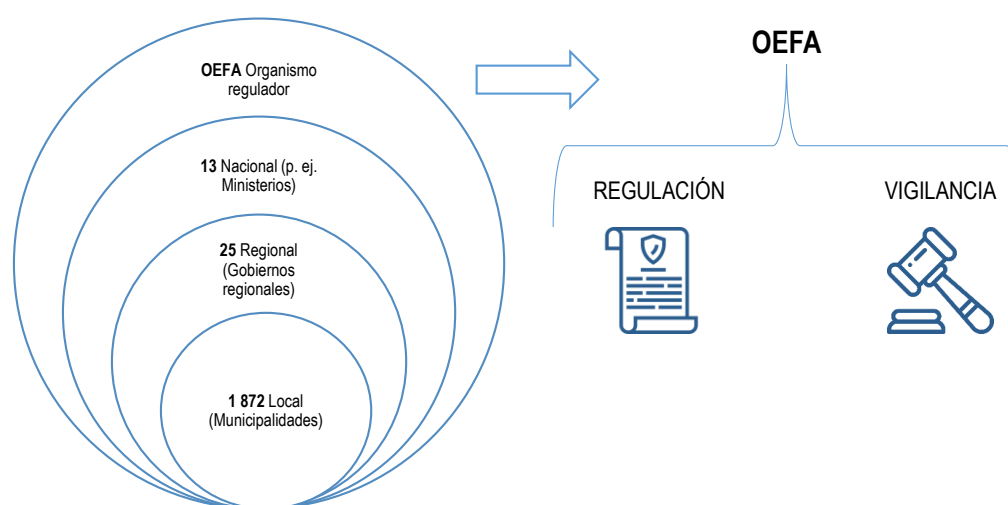 OEFA Organismo
regulador
13 Nacional (p. ej.
Ministerios)
25 Regional
(Gobiernos
regionales)
1 872 Local
(Municipalidades)
OEFA
REGULACIÓN
VIGILANCIA